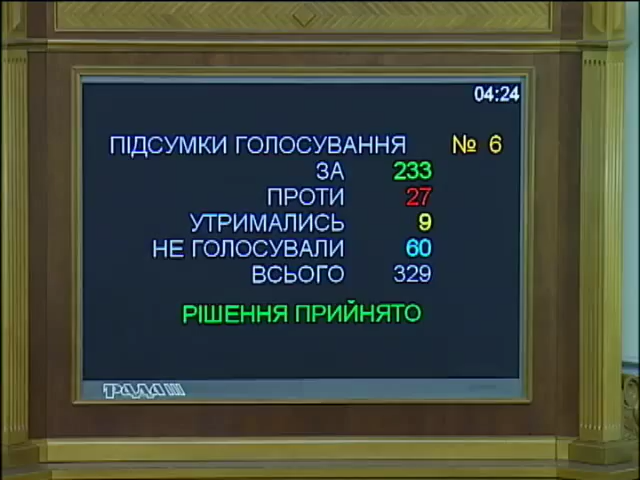 04:24
ПІДСУМКИ ГОЛОСУВАННЯ № 6
ЗА 233
ПРОТИ 27
УТРИМАЛИСЬ 9
НЕ ГОЛОСУВАЛИ 60
ВСЬОГО 329
РІШЕННЯ ПРИЙНЯТО
РАДА